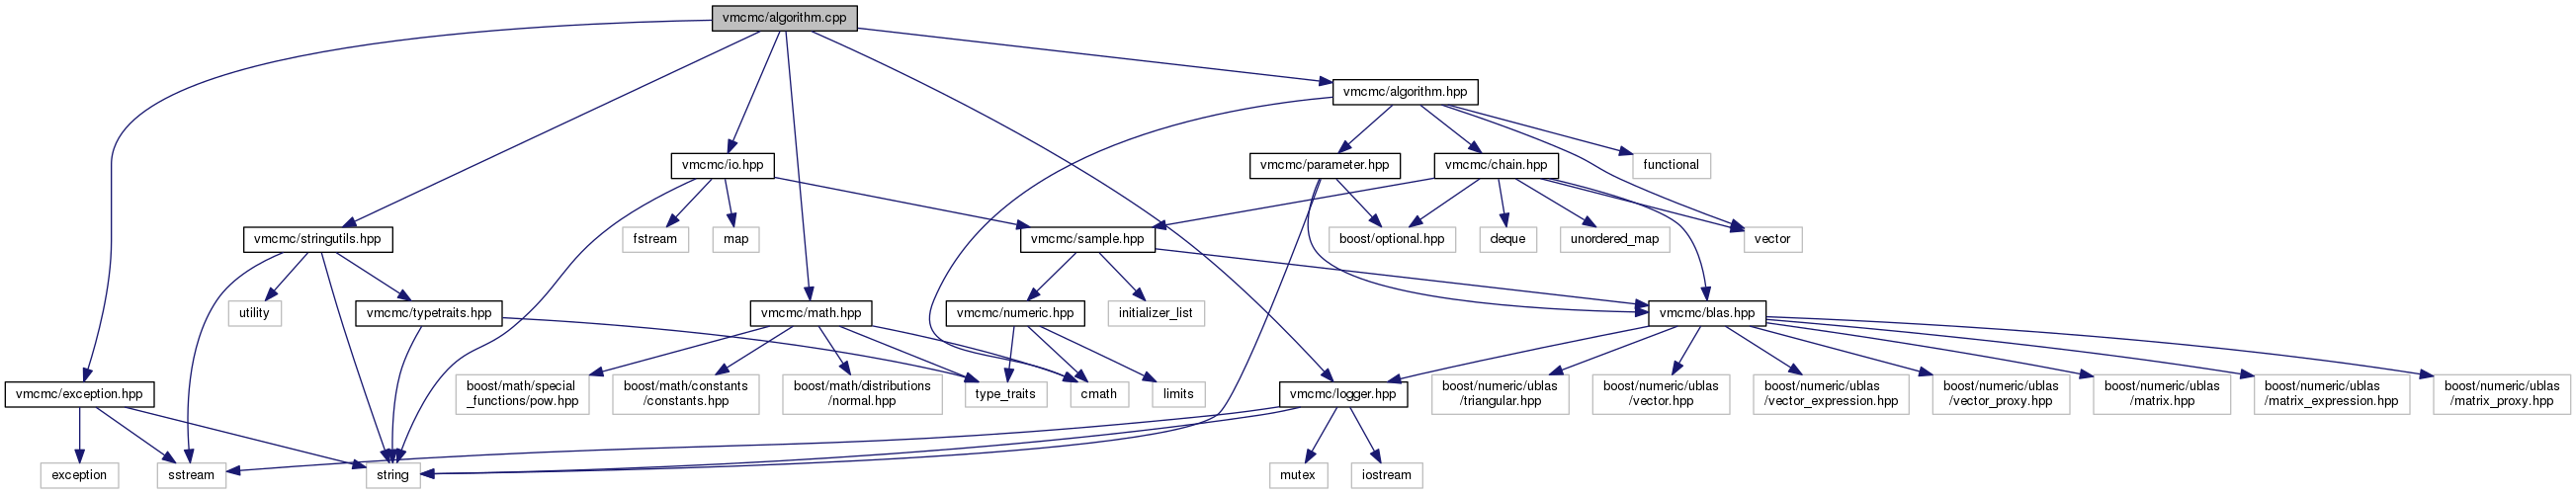 vmcmc/algorithm.cpp
vmcmc/algorithm.hpp
vmcmc/io.hpp
vmcmc/parameter.hpp
vmcmc/chain.hpp
functional
vmcmc/stringutils.hpp
fstream
map
vmcmc/sample.hpp
boost/optional.hpp
deque
unordered_map
vector
utility
vmcmc/typetraits.hpp
vmcmc/math.hpp
vmcmc/numeric.hpp
initializer_list
vmcmc/blas.hpp
vmcmc/exception.hpp
boost/math/special
_functions/pow.hpp
boost/math/constants
/constants.hpp
boost/math/distributions
/normal.hpp
type_traits
cmath
limits
vmcmc/logger.hpp
boost/numeric/ublas
/triangular.hpp
boost/numeric/ublas
/vector.hpp
boost/numeric/ublas
/vector_expression.hpp
boost/numeric/ublas
/vector_proxy.hpp
boost/numeric/ublas
/matrix.hpp
boost/numeric/ublas
/matrix_expression.hpp
boost/numeric/ublas
/matrix_proxy.hpp
exception
sstream
string
mutex
iostream